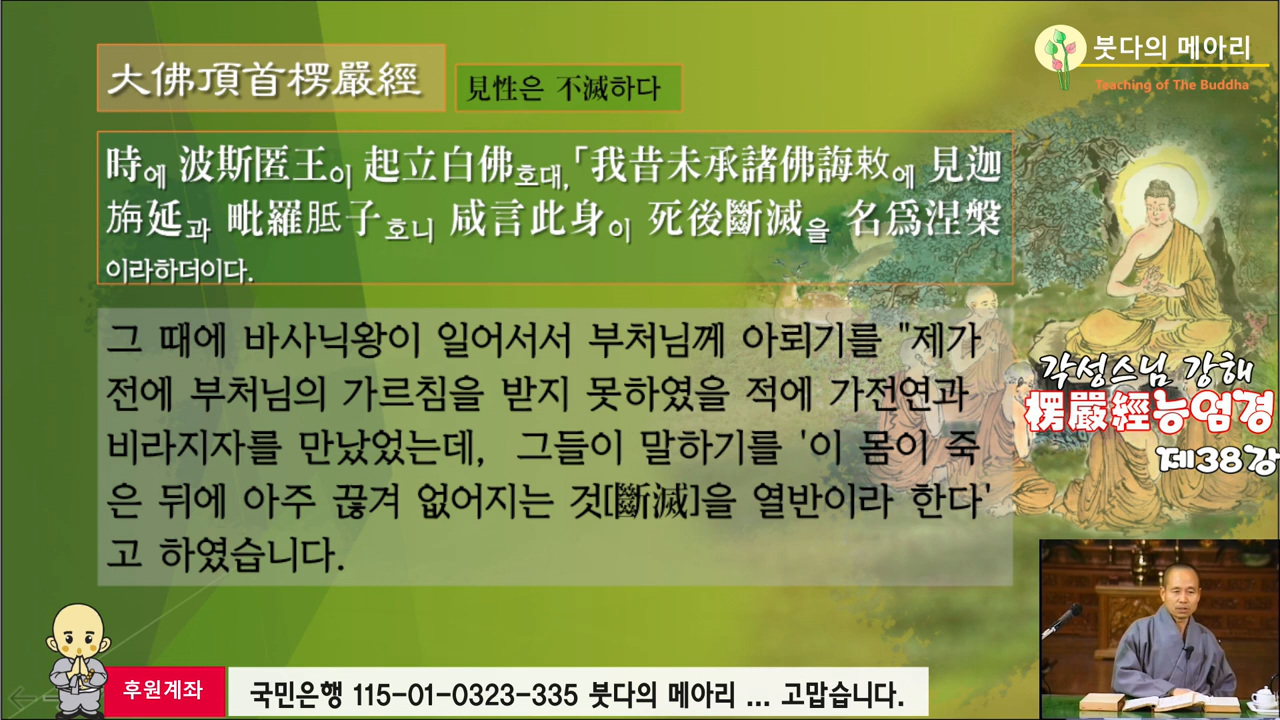 大佛頂首楞嚴經
見性은 不滅하다
붓다의 메아리
Teaching of The Buddha
時에 波斯匿王이 起立白佛호대, 「我昔未承諸佛誨敕에 見迦
旃延과 毗羅胝子호니 咸言此身이 死後斷滅을 名爲涅槃
이라하더이다.
그 때에 바사닉왕이 일어서서 부처님께 아뢰기를 "제가
전에 부처님의 가르침을 받지 못하였을 적에 가전연과
비라지자를 만났었는데, 그들이 말하기를 '이 몸이 죽
은 뒤에 아주 끊겨 없어지는 것[斷滅]을 열반이라 한다'
고 하였습니다.
각성스님 강해
楞嚴經능엄경
제38강
후원계좌
국민은행 115-01-0323-335 붓다의 메아리 ... 고맙습니다.